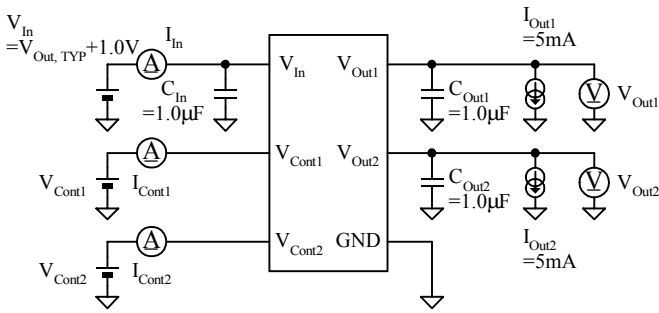 V_In
=V_Out, TYP+1.0V
I_In
A
C_In
=1.0μF
V_In
V_Out1
C_Out1
=1.0μF
I_Out1
=5mA
V
V_Out1
V_Cont1
A
I_Cont1
V_Cont1
V_Out2
C_Out2
=1.0μF
V
V_Out2
I_Out2
=5mA
V_Cont2
A
I_Cont2
V_Cont2
GND